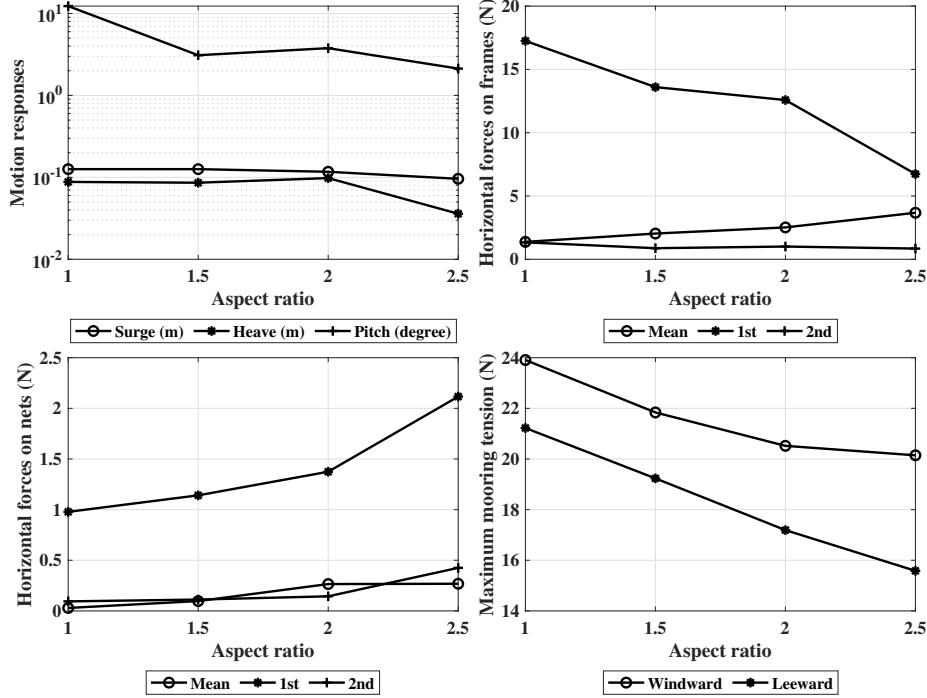 Motion responses
10^1
10^0
10^-1
10^-2
1 1.5 2 2.5
Aspect ratio
Surge (m) Heave (m) Pitch (degree)
Horizontal forces on frames (N)
20
15
10
5
0
1 1.5 2 2.5
Aspect ratio
Mean 1st 2nd
Horizontal forces on nets (N)
2.5
2
1.5
1
0.5
0
1 1.5 2 2.5
Aspect ratio
Mean 1st 2nd
Maximum mooring tension (N)
24
22
20
18
16
14
1 1.5 2 2.5
Aspect ratio
Windward Leeward